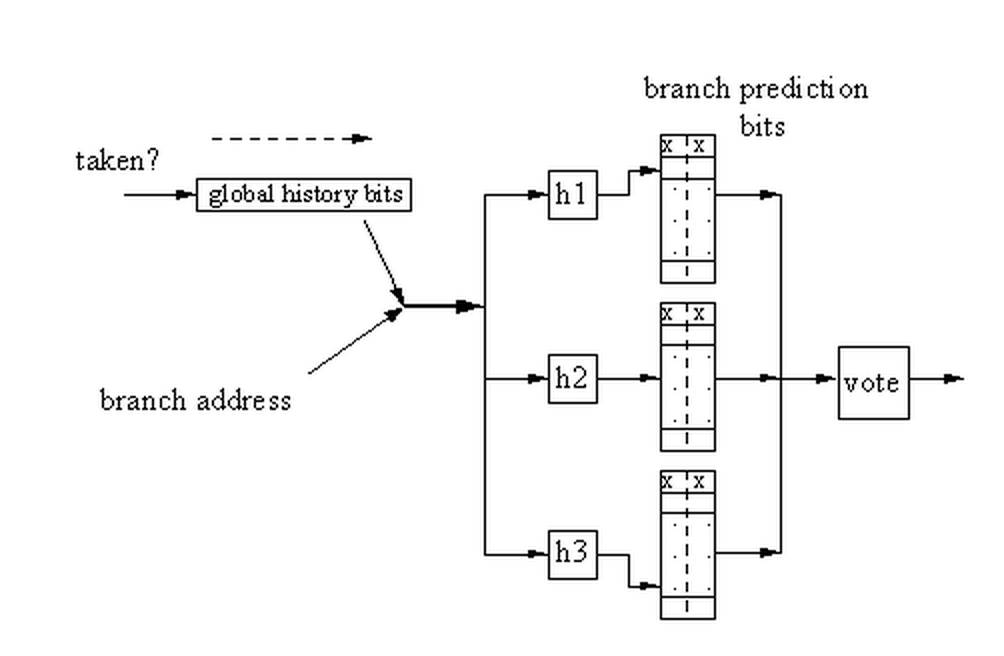 branch prediction
bits
taken?
global history bits
x x
h1
x x
h2
vote
branch address
x x
h3